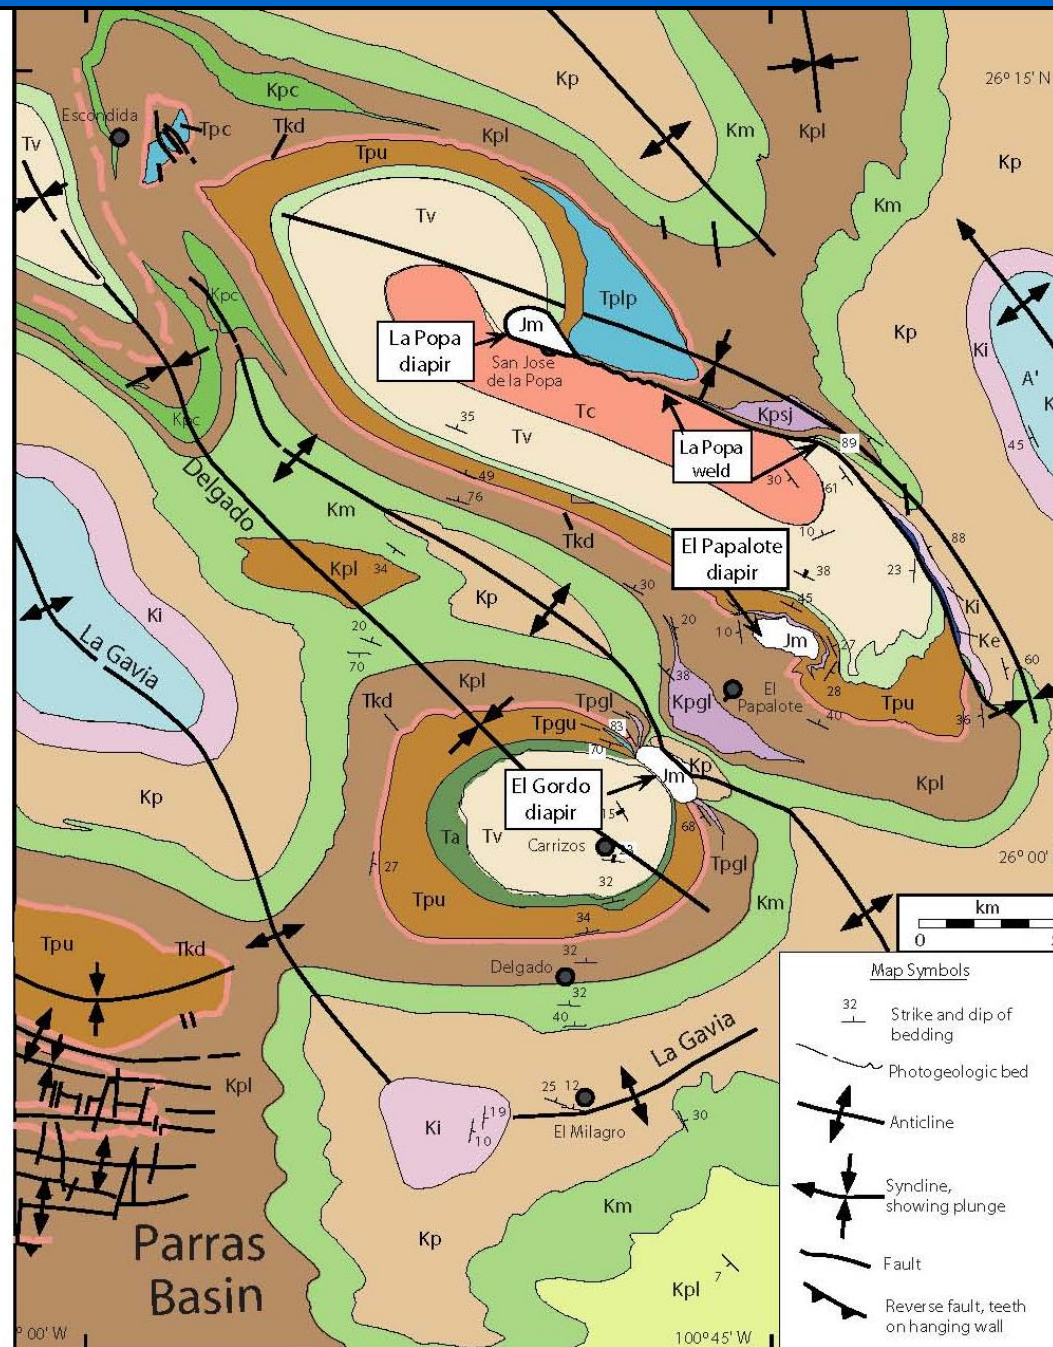 Kp
26º 15' N
Kpc
Escondida
Tpc
Tkd
Kpl
Km
Kpl
Tv
Tpu
Kp
Km
Tv
Kpc
Tplp
Kp
Ki
Jm
La Popa
diapir
San Jose
de la Popa
A'
K
Kpc
Tc
Kpsj
35
Tv
La Popa
weld
89
45
Delgado
49
30
61
76
Km
Tkd
10
88
El Papalote
diapir
38
23
Kpl
34
Ki
Kp
30
45
Ki
20
20
10
Jm
27
Ke
La Gavia
70
38
60
Kpl
Kpgl
El
Papalote
28
Tkd
Tpgl
40
Tpu
36
Tpgu
83
70
Kp
Jm
Kpl
Kp
El Gordo
diapir
15
Ta
Tv
Carrizos
23
68
Tpgl
26º 00'
27
32
Tpu
Km
34
km
0
Tpu
Tkd
32
Delgado
Map Symbols
32
40
32
Strike and dip of
bedding
La Gavia
Photogeologic bed
Kpl
25
12
19
30
Anticline
Ki
10
El Milagro
Syncline,
showing plunge
Km
Parras
Basin
Kp
Fault
Kpl
7
Reverse fault, teeth
on hanging wall
º 00' W
100º 45' W